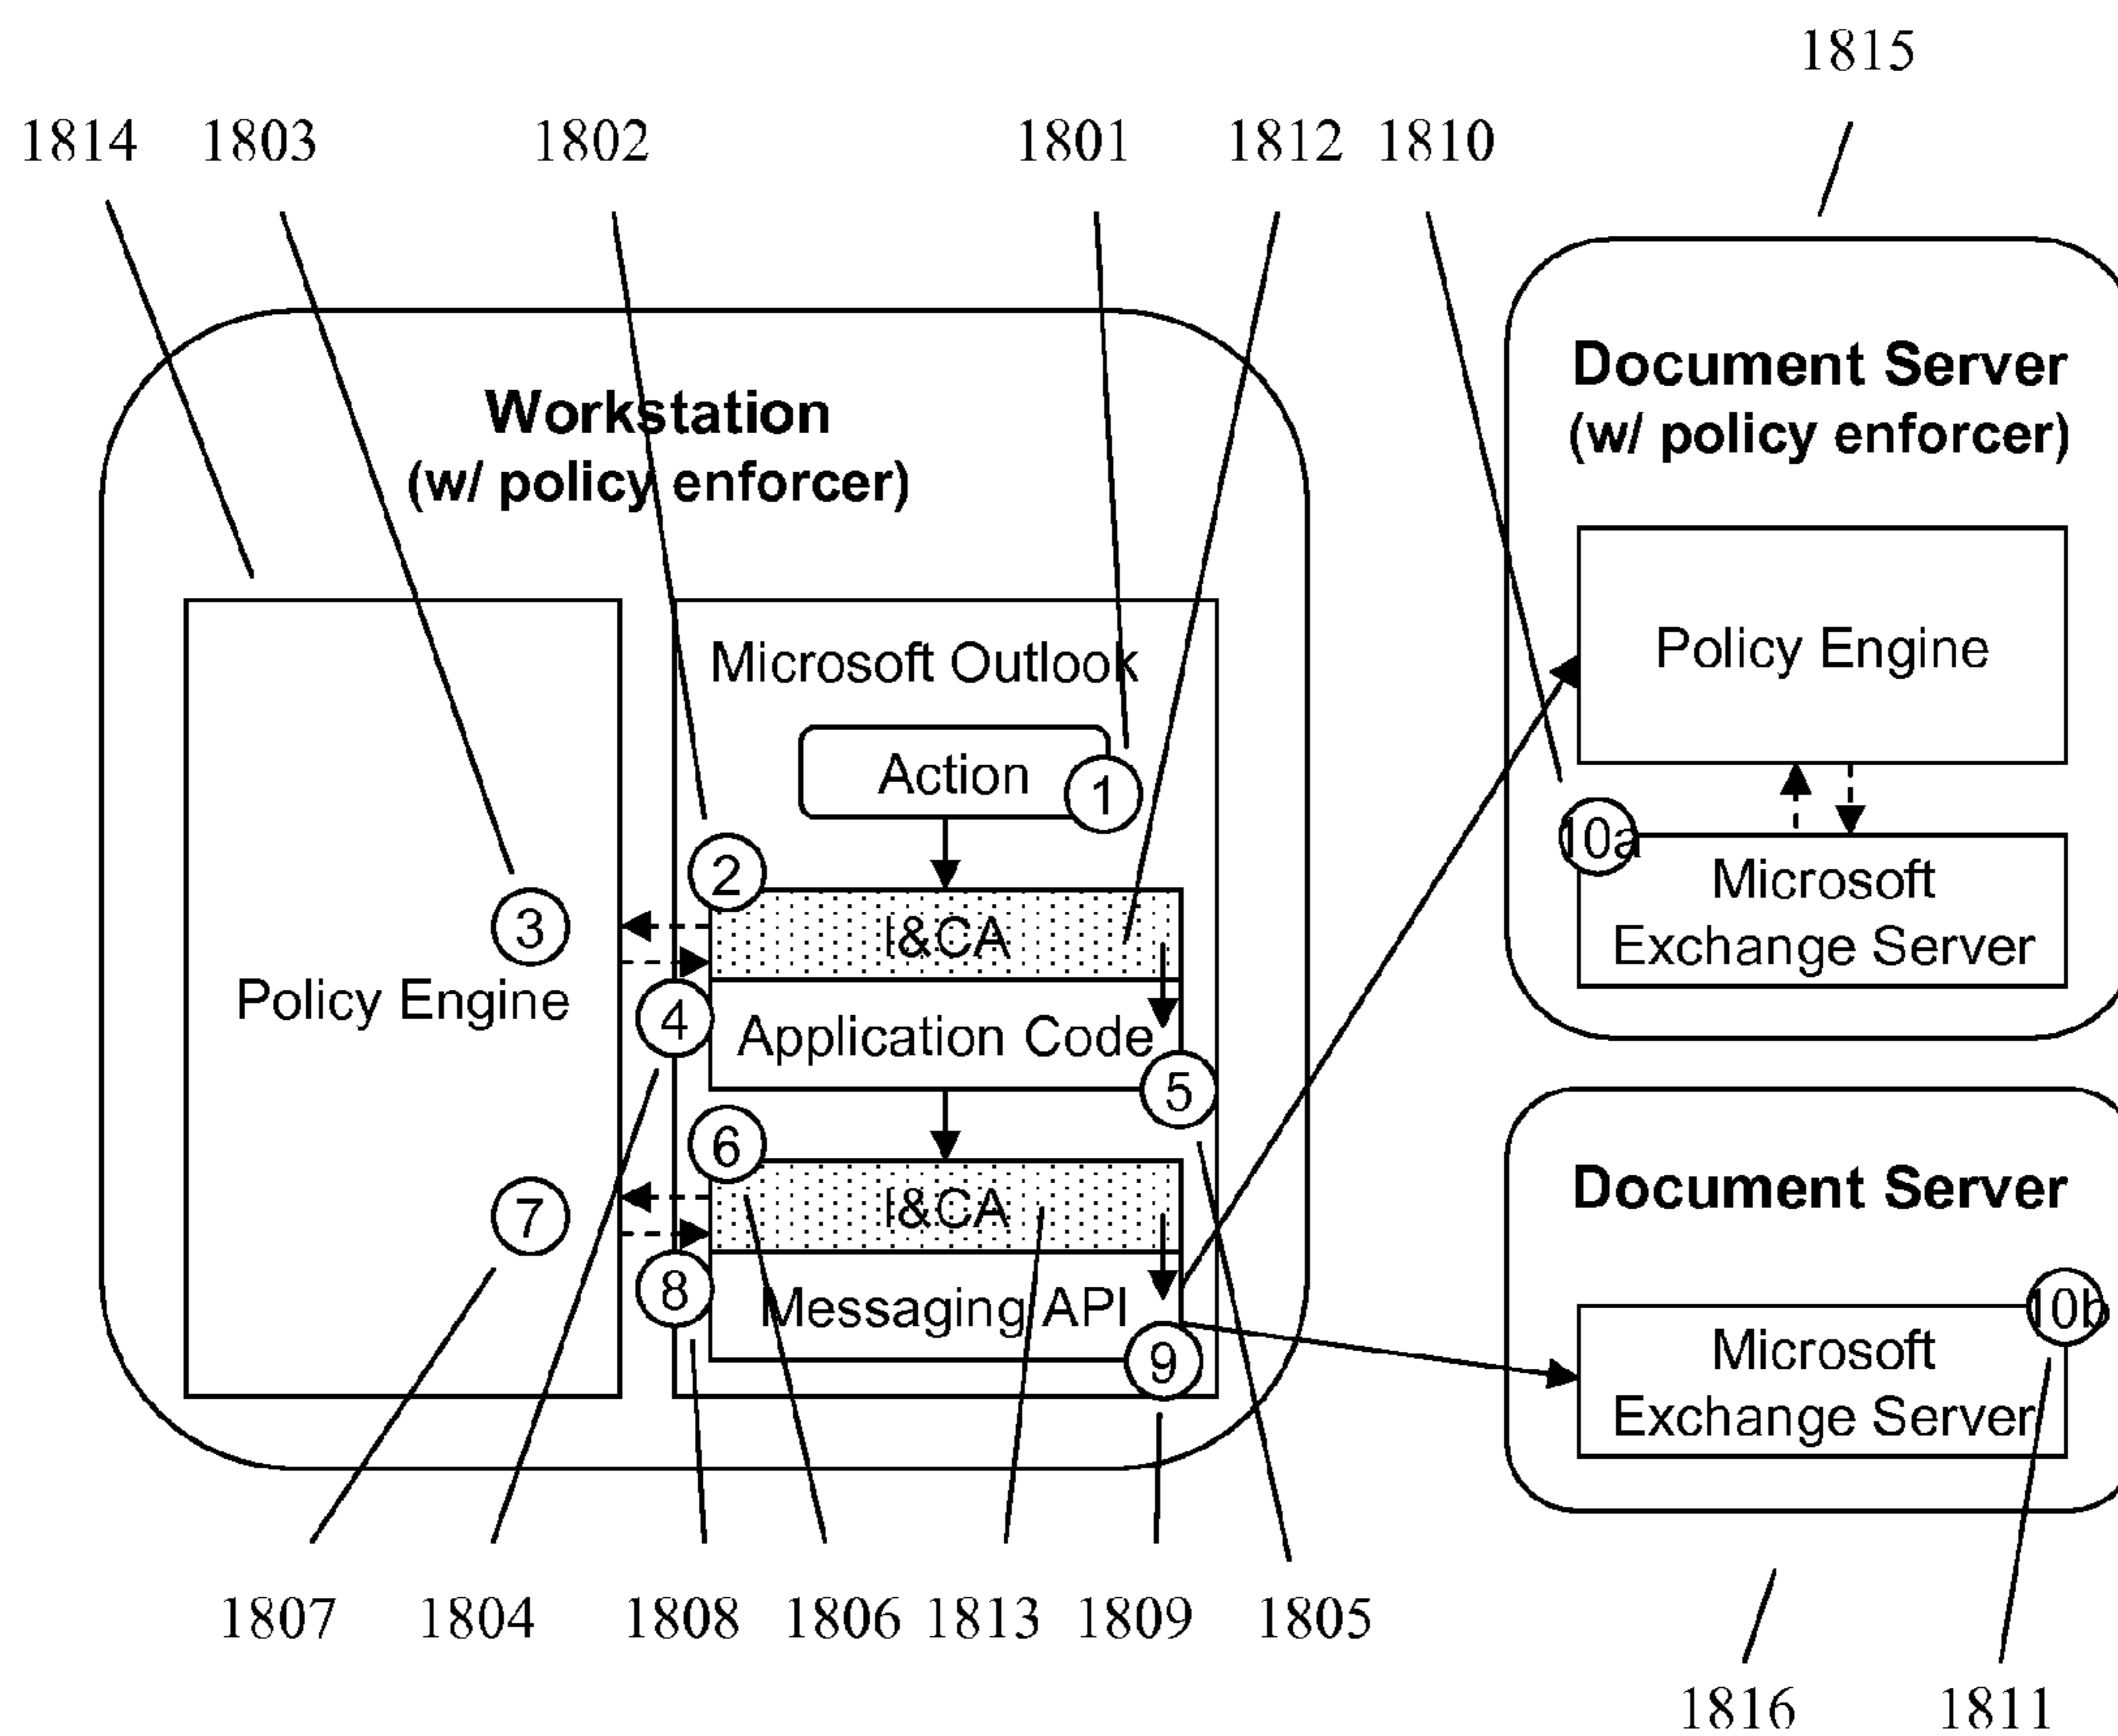 1815
1814 1803 1802 1801 1812 1810
Workstation
(w/ policy enforcer)
Microsoft Outlook
Action
1
2
I&CA
3
Policy Engine
4
Application Code
5
6
I&CA
7
8
Messaging API
9
Document Server
(w/ policy enforcer)
Policy Engine
10a
Microsoft
Exchange Server
Document Server
10b
Microsoft
Exchange Server
1807 1804 1808 1806 1813 1809 1805
1816 1811